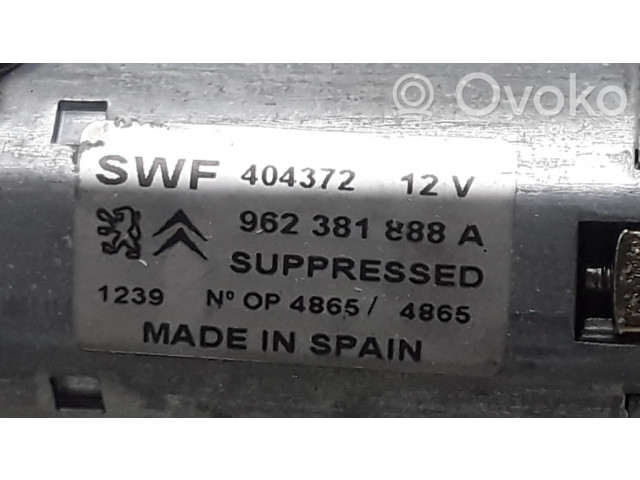 Ovoko
SWF 404372 12 V
962 381 888 A
SUPPRESSED
1239 Nº OP 4865 / 4865
MADE IN SPAIN